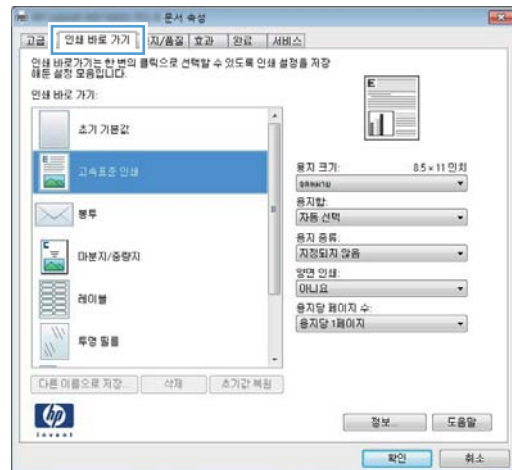 문서 속성
고급
인쇄 바로 가기
용지/품질
효과
완료
서비스
인쇄 바로가기는 한 번의 클릭으로 선택할 수 있도록 인쇄 설정을 저장
해둔 설정 모음입니다.
인쇄 바로 가기:
초기 기본값
고속표준 인쇄
봉투
마분지/중량지
레이블
투명 필름
E
용지 크기:
8.5 × 11 인치
จดหมาย
용지함:
자동 선택
용지 종류:
지정되지 않음
양면 인쇄:
아니요
용지당 페이지 수:
용지당 1페이지
다른 이름으로 저장...
삭제
초기값 복원
hp
invent
정보...
도움말
확인
취소